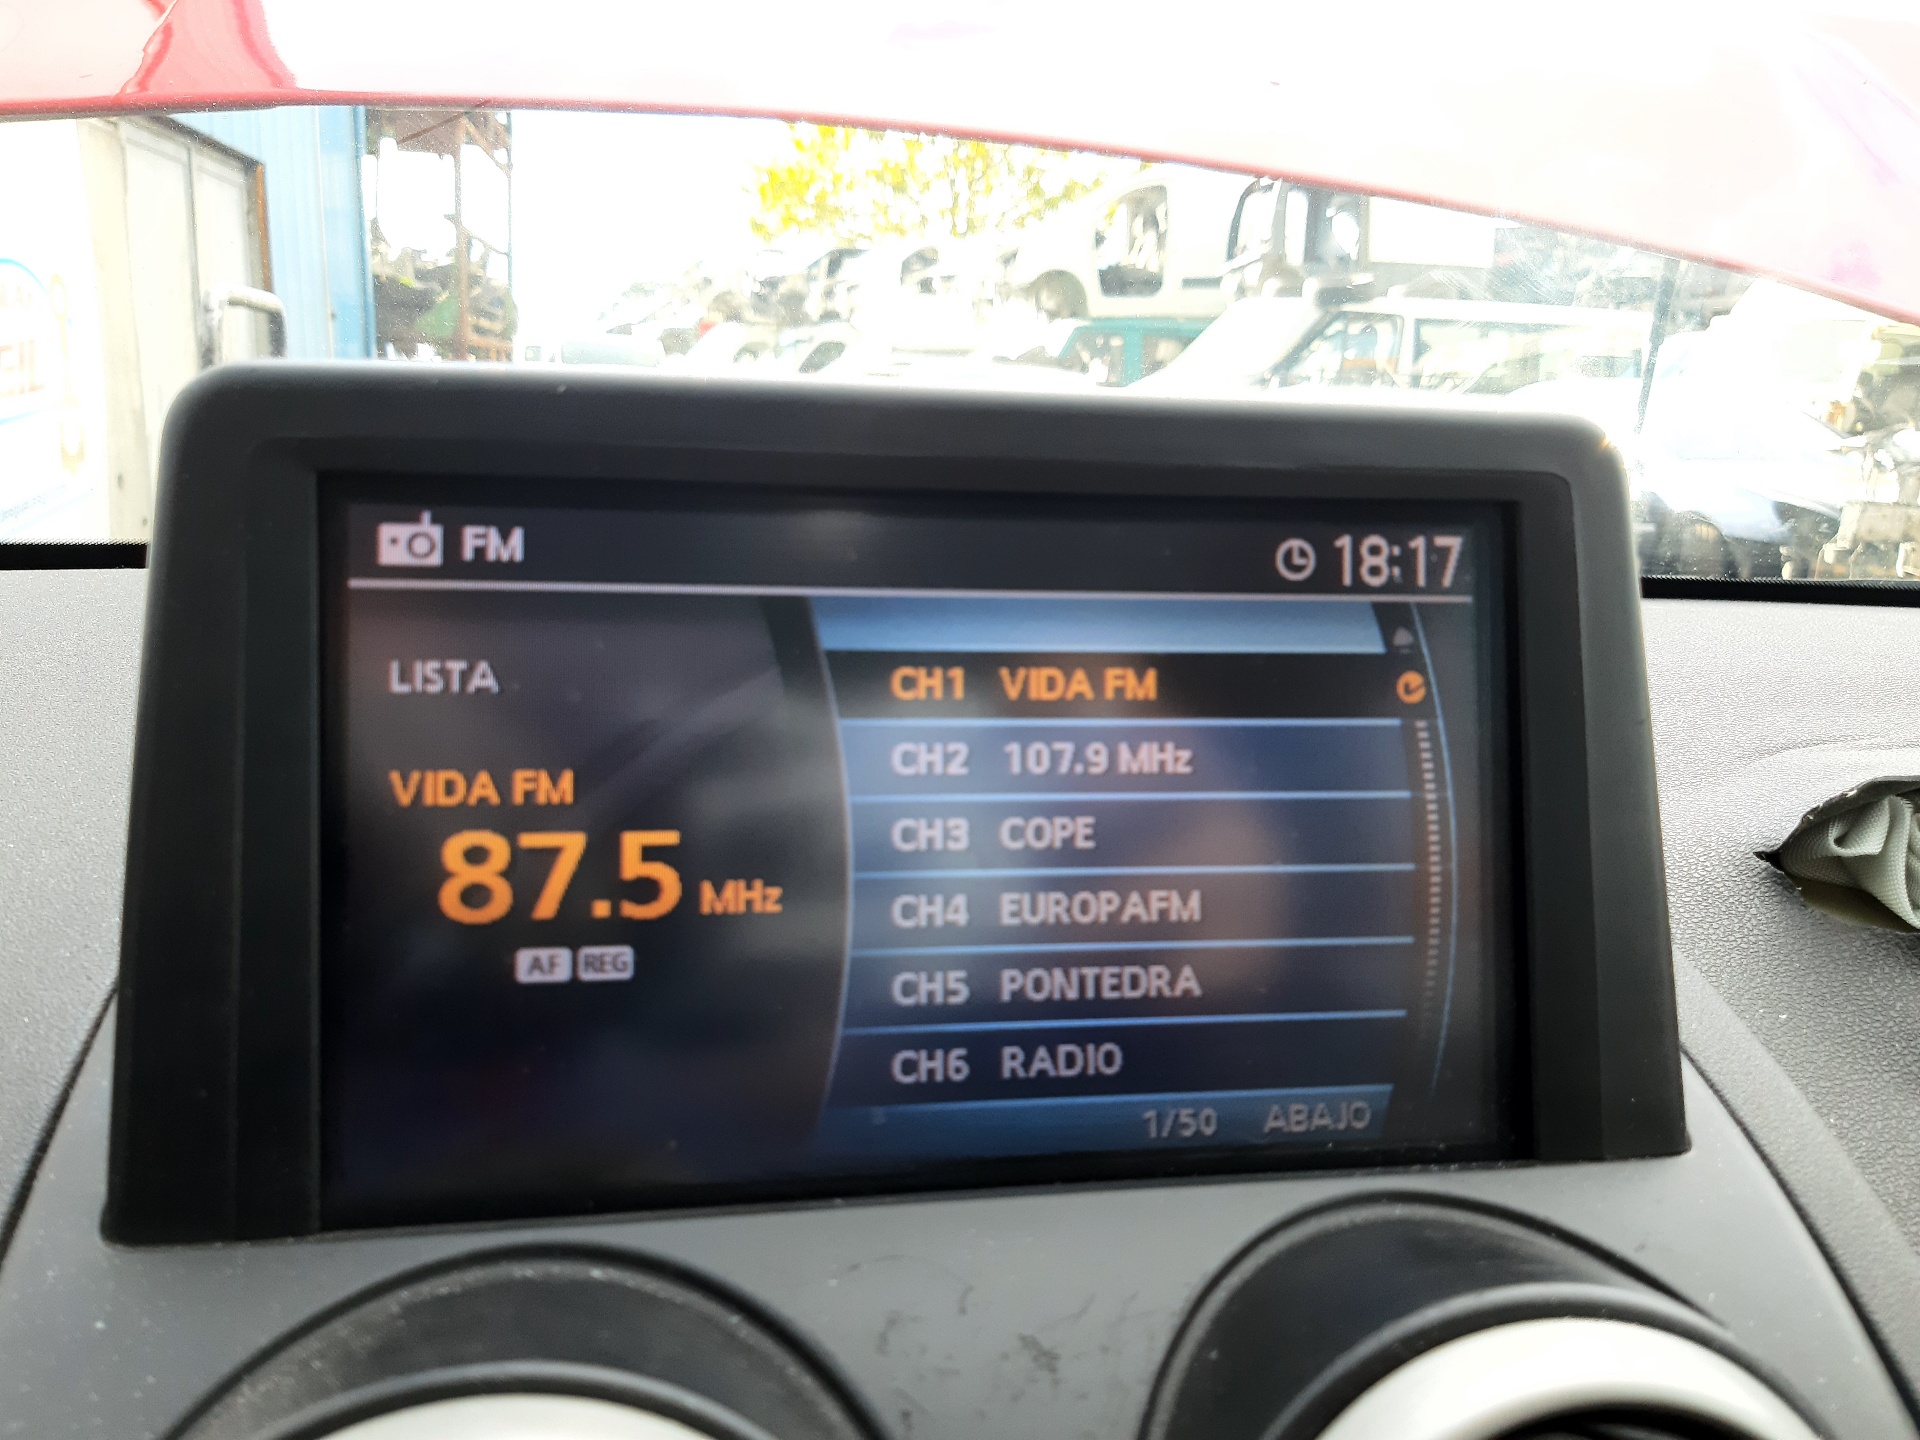 FM
18:17
LISTA
VIDA FM
87.5 MHz
AF REG
CH1 VIDA FM
CH2 107.9 MHz
CH3 COPE
CH4 EUROPAFM
CH5 PONTEDRA
CH6 RADIO
1/50 ABAJO